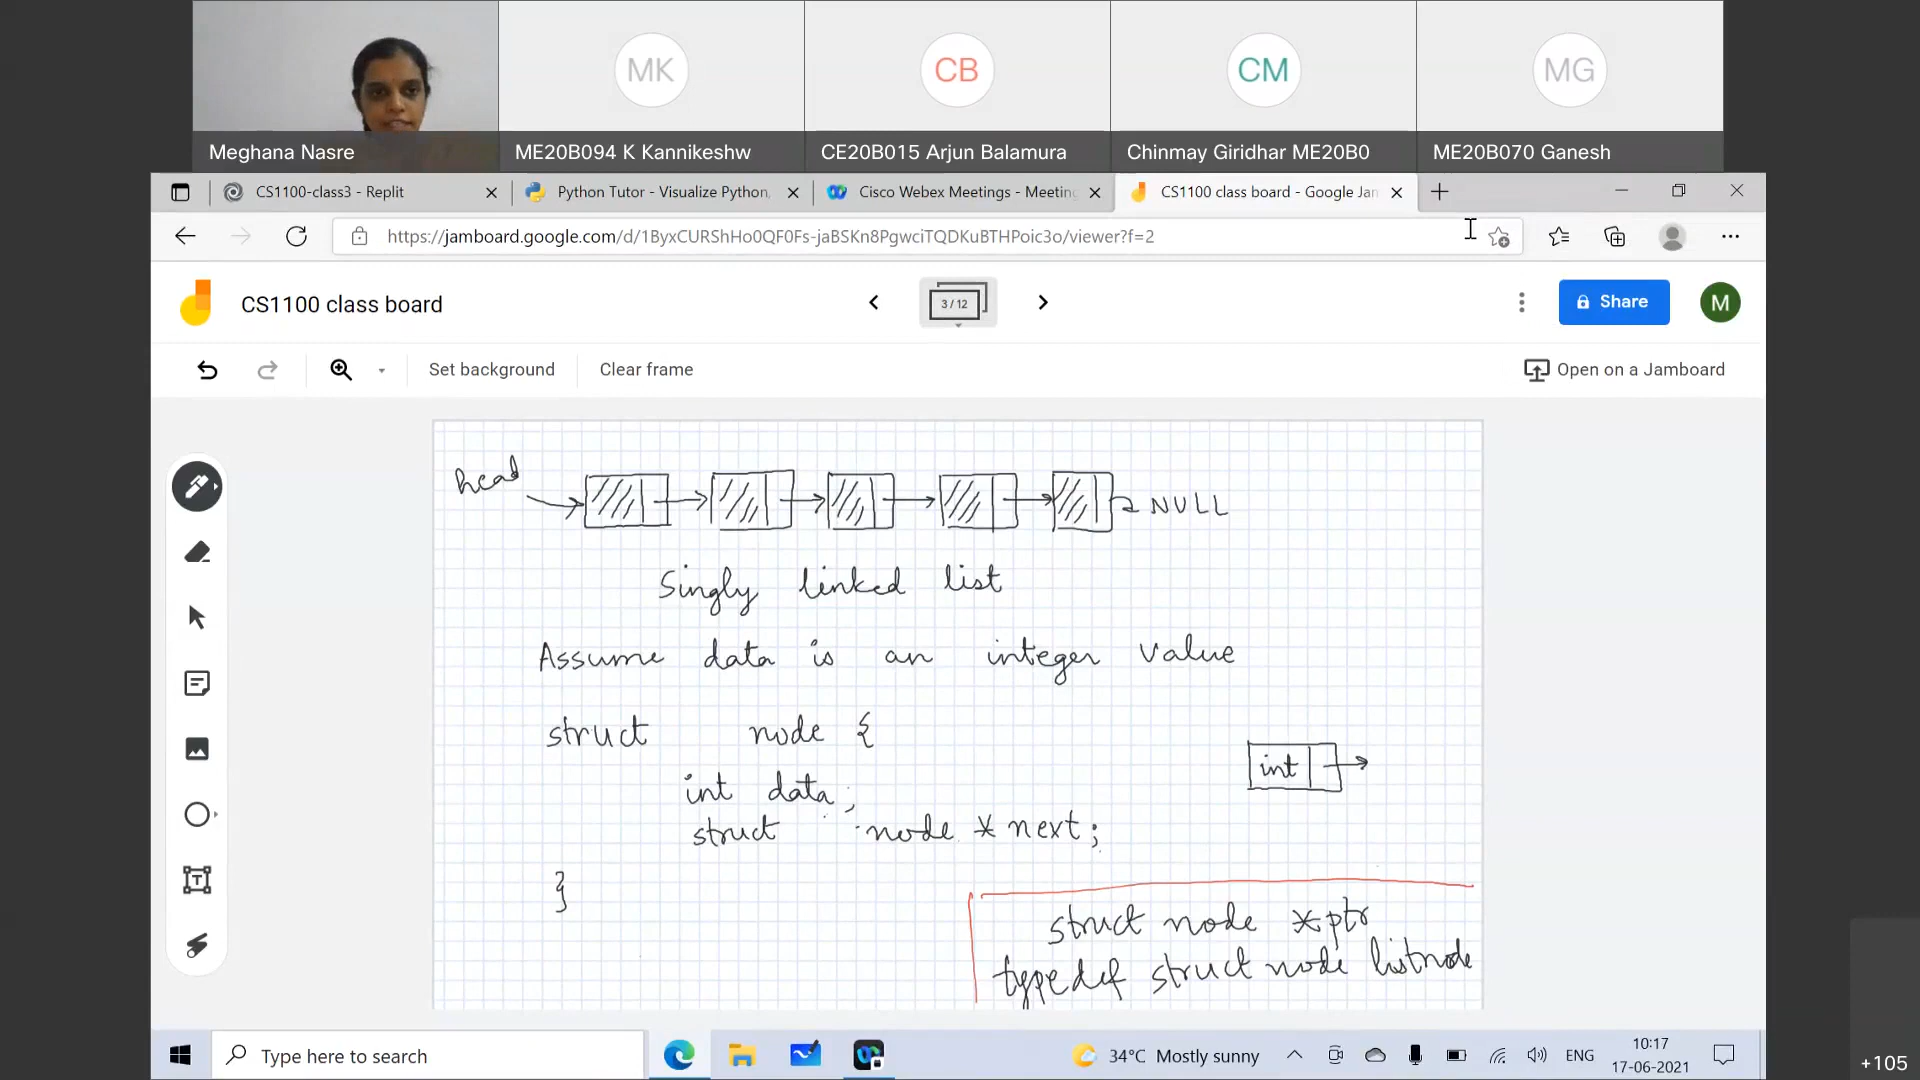 MK
CB
CM
MG
Meghana Nasre
ME20B094 K Kannikeshw
CE20B015 Arjun Balamura
Chinmay Giridhar ME20B0
ME20B070 Ganesh
CS1100-class3 - Replit
Python Tutor - Visualize Python,
Cisco Webex Meetings - Meeting
CS1100 class board - Google Jan
https://jamboard.google.com/d/1ByxCURShHo0QF0Fs-jaBSKn8PgwciTQDKuBTHPoic3o/viewer?f=2
CS1100 class board
3 / 12
Share
M
Set background
Clear frame
Open on a Jamboard
head
NULL
Singly linked list
Assume data is an integer value
struct node {
int
int data;
struct node * next;
}
struct node *ptr
typedef struct node listnode
Type here to search
34°C Mostly sunny
ENG
10:17
17-06-2021
+105